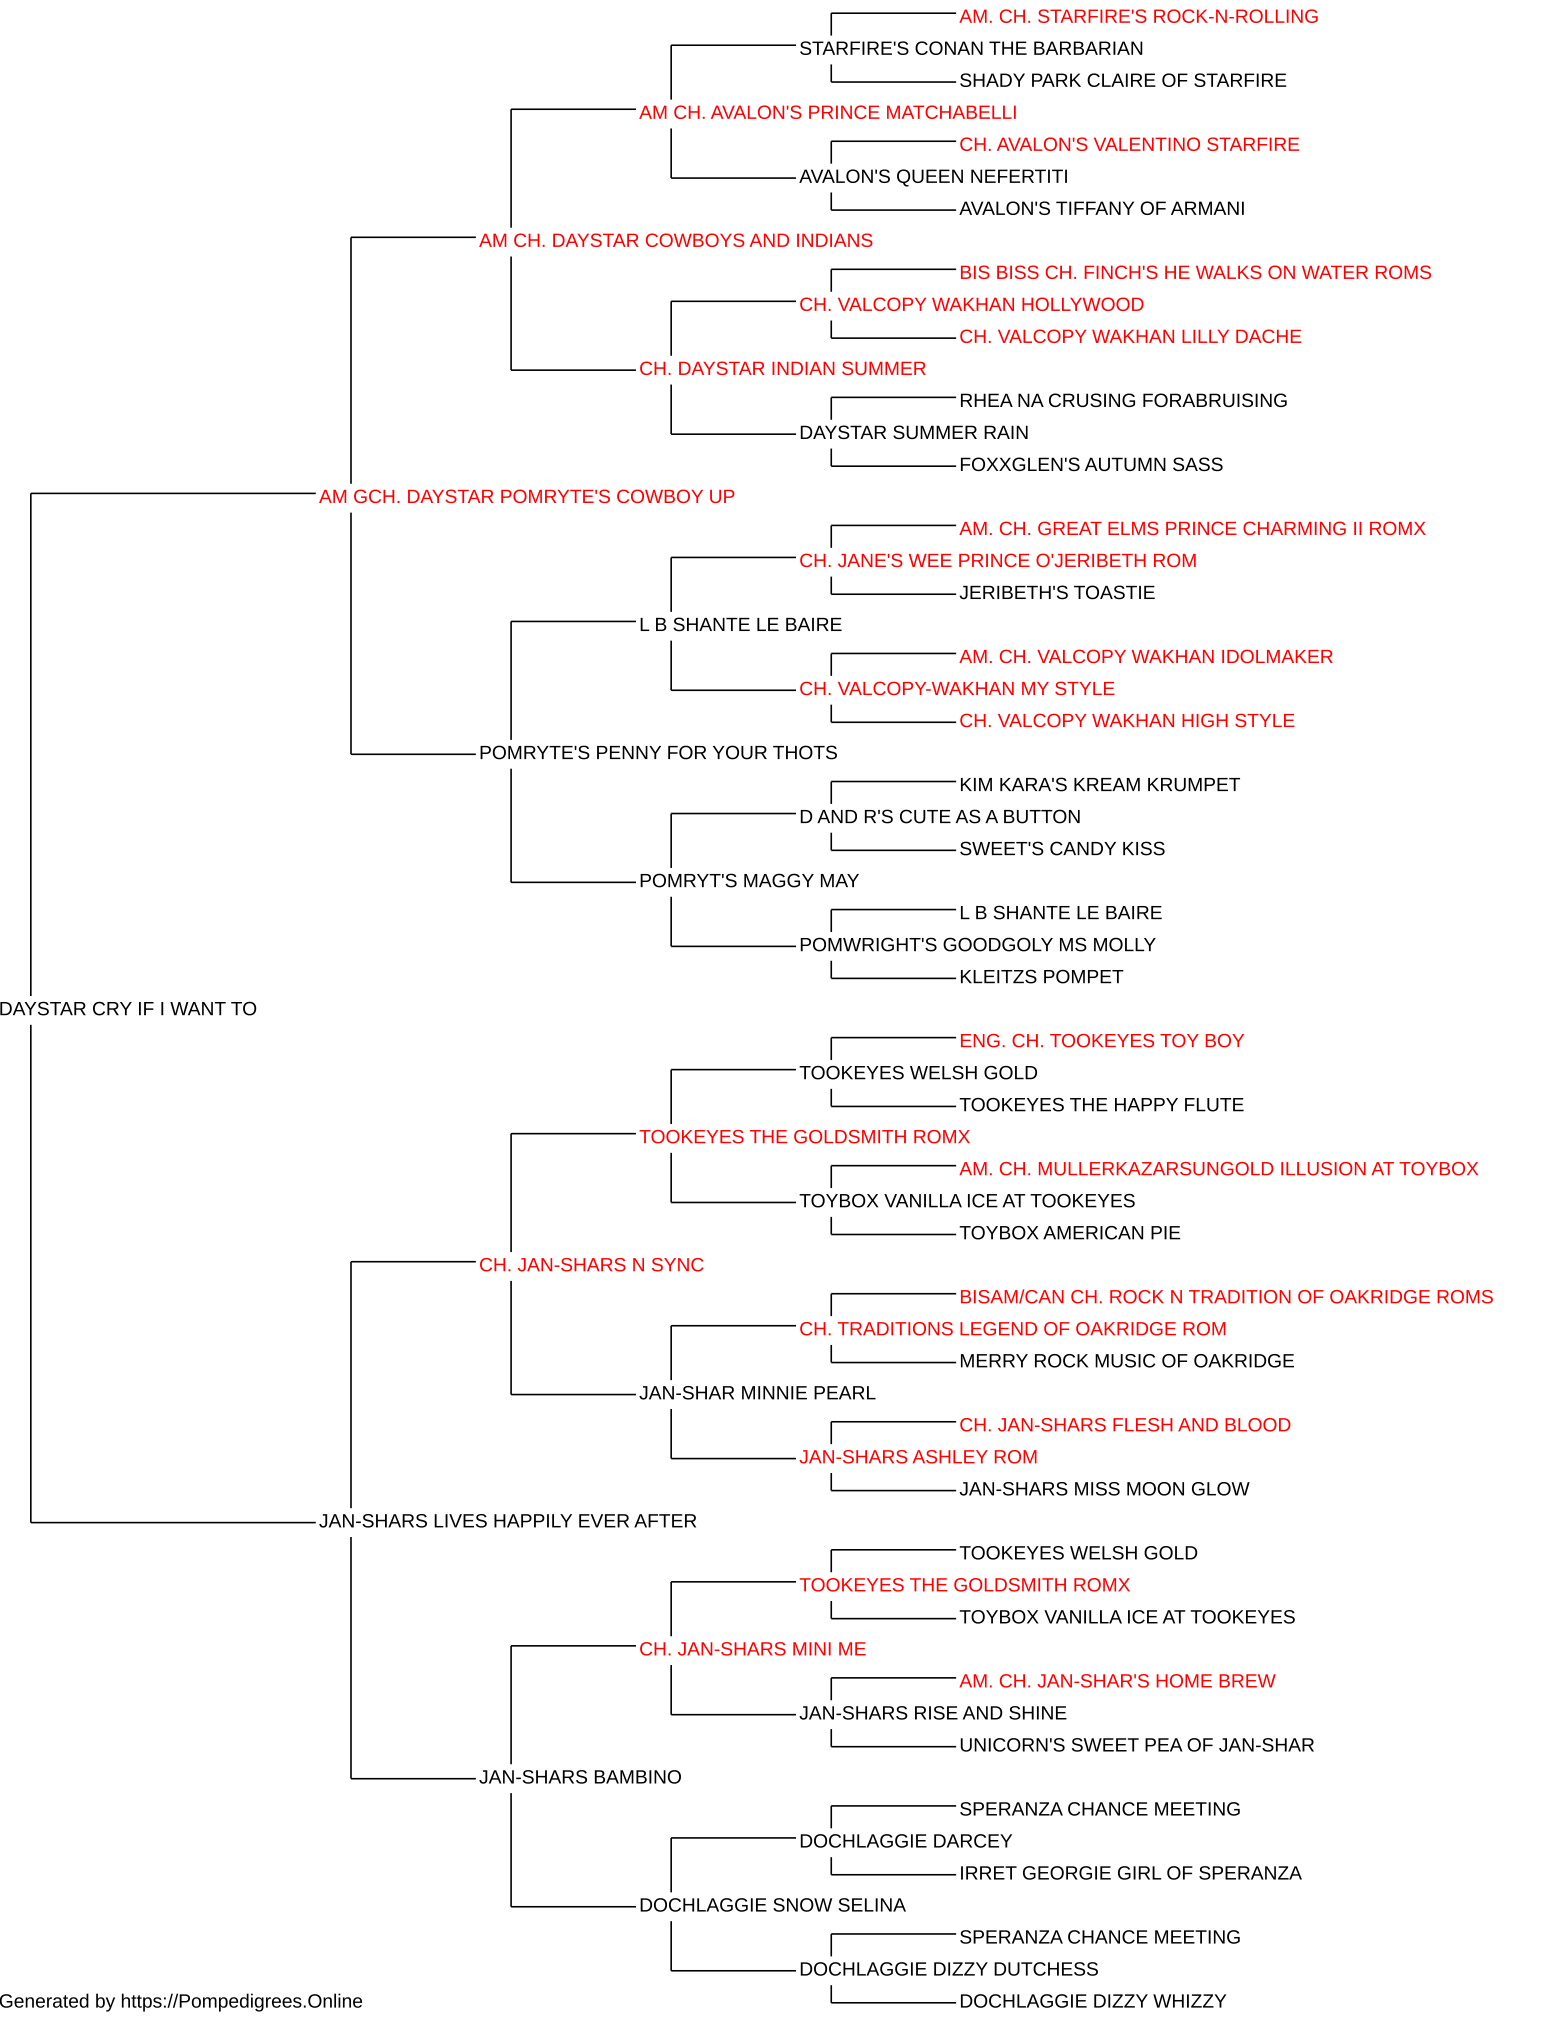 AM. CH. STARFIRE'S ROCK-N-ROLLING
STARFIRE'S CONAN THE BARBARIAN
SHADY PARK CLAIRE OF STARFIRE
AM CH. AVALON'S PRINCE MATCHABELLI
CH. AVALON'S VALENTINO STARFIRE
AVALON'S QUEEN NEFERTITI
AVALON'S TIFFANY OF ARMANI
AM CH. DAYSTAR COWBOYS AND INDIANS
BIS BISS CH. FINCH'S HE WALKS ON WATER ROMS
CH. VALCOPY WAKHAN HOLLYWOOD
CH. VALCOPY WAKHAN LILLY DACHE
CH. DAYSTAR INDIAN SUMMER
RHEA NA CRUSING FORABRUISING
DAYSTAR SUMMER RAIN
FOXXGLEN'S AUTUMN SASS
AM GCH. DAYSTAR POMRYTE'S COWBOY UP
AM. CH. GREAT ELMS PRINCE CHARMING II ROMX
CH. JANE'S WEE PRINCE O'JERIBETH ROM
JERIBETH'S TOASTIE
L B SHANTE LE BAIRE
AM. CH. VALCOPY WAKHAN IDOLMAKER
CH. VALCOPY-WAKHAN MY STYLE
CH. VALCOPY WAKHAN HIGH STYLE
POMRYTE'S PENNY FOR YOUR THOTS
KIM KARA'S KREAM KRUMPET
D AND R'S CUTE AS A BUTTON
SWEET'S CANDY KISS
POMRYT'S MAGGY MAY
L B SHANTE LE BAIRE
POMWRIGHT'S GOODGOLY MS MOLLY
KLEITZS POMPET
DAYSTAR CRY IF I WANT TO
ENG. CH. TOOKEYES TOY BOY
TOOKEYES WELSH GOLD
TOOKEYES THE HAPPY FLUTE
TOOKEYES THE GOLDSMITH ROMX
AM. CH. MULLERKAZARSUNGOLD ILLUSION AT TOYBOX
TOYBOX VANILLA ICE AT TOOKEYES
TOYBOX AMERICAN PIE
CH. JAN-SHARS N SYNC
BISAM/CAN CH. ROCK N TRADITION OF OAKRIDGE ROMS
CH. TRADITIONS LEGEND OF OAKRIDGE ROM
MERRY ROCK MUSIC OF OAKRIDGE
JAN-SHAR MINNIE PEARL
CH. JAN-SHARS FLESH AND BLOOD
JAN-SHARS ASHLEY ROM
JAN-SHARS MISS MOON GLOW
JAN-SHARS LIVES HAPPILY EVER AFTER
TOOKEYES WELSH GOLD
TOOKEYES THE GOLDSMITH ROMX
TOYBOX VANILLA ICE AT TOOKEYES
CH. JAN-SHARS MINI ME
AM. CH. JAN-SHAR'S HOME BREW
JAN-SHARS RISE AND SHINE
UNICORN'S SWEET PEA OF JAN-SHAR
JAN-SHARS BAMBINO
SPERANZA CHANCE MEETING
DOCHLAGGIE DARCEY
IRRET GEORGIE GIRL OF SPERANZA
DOCHLAGGIE SNOW SELINA
SPERANZA CHANCE MEETING
DOCHLAGGIE DIZZY DUTCHESS
DOCHLAGGIE DIZZY WHIZZY
Generated by https://Pompedigrees.Online